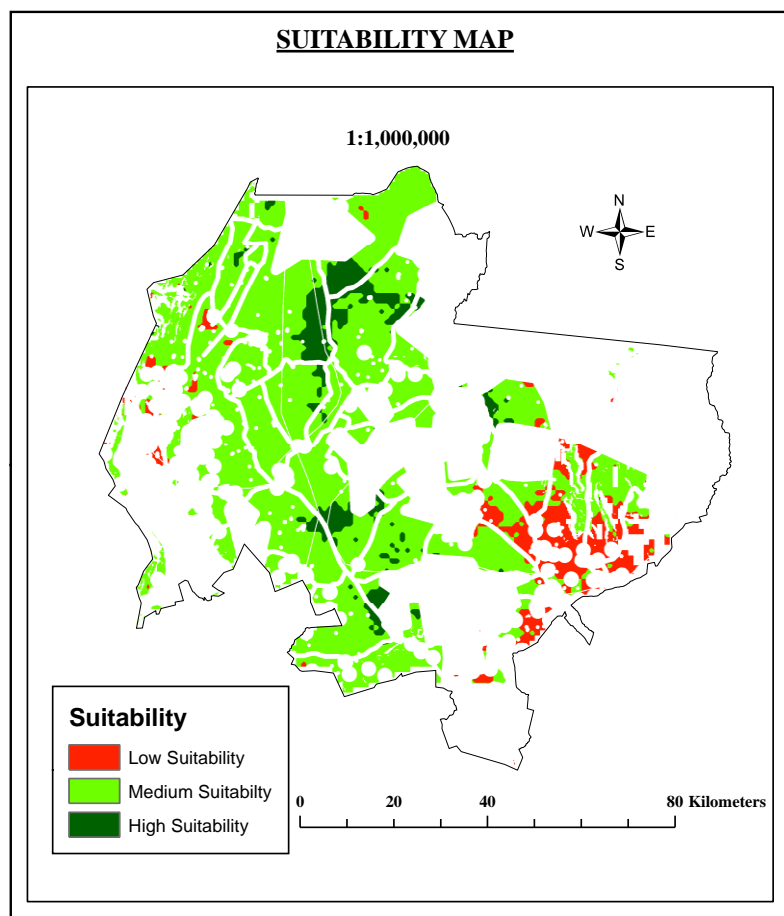 SUITABILITY MAP
1:1,000,000
N
W E
S
Suitability
Low Suitability
Medium Suitabilty
High Suitability
0 20 40 80 Kilometers